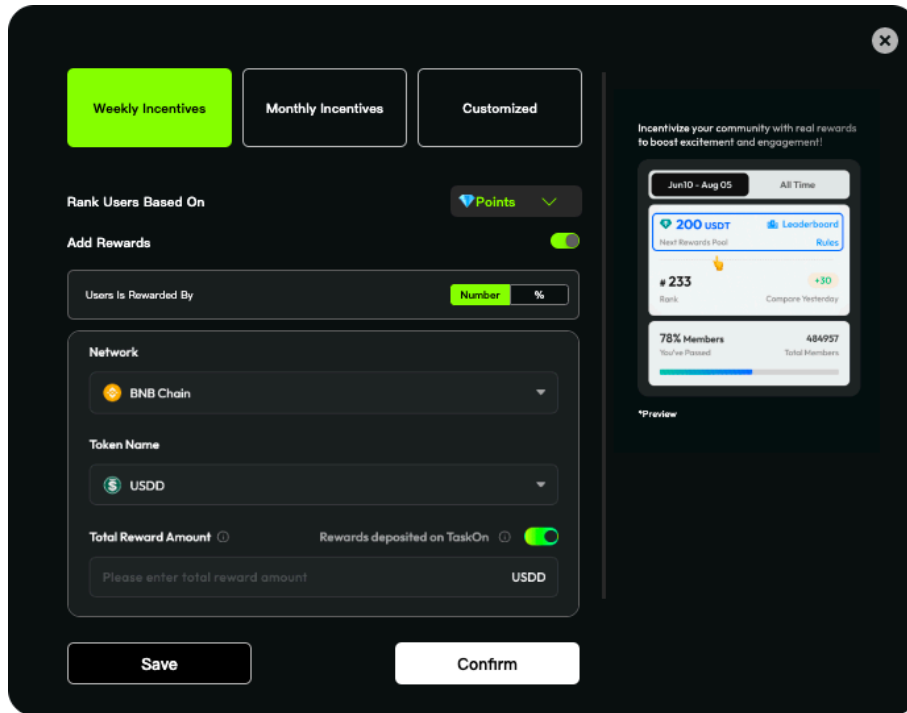 Weekly Incentives
Monthly Incentives
Customized
Rank Users Based On
Points
Add Rewards
Users Is Rewarded By
Number
%
Network
BNB Chain
Token Name
USDD
Total Reward Amount
Rewards deposited on TaskOn
Please enter total reward amount
USDD
Save
Confirm
Incentivize your community with real rewards
to boost excitement and engagement!
Jun10 - Aug 05
All Time
200 USDT
Leaderboard
Next Rewards Pool
Rules
# 233
+30
Rank
Compare Yesterday
78% Members
484957
You've Passed
Total Members
*Preview